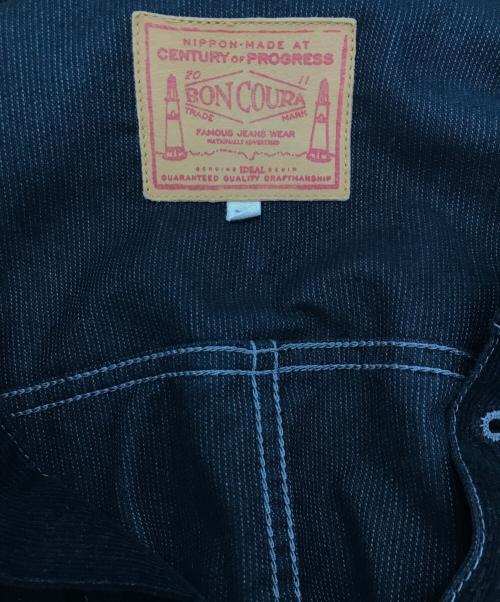 NIPPON-MADE AT
CENTURY OF PROGRESS
20 11
BONCOURA
TRADE MARK
FAMOUS JEANS WEAR
NATIONALLY ADVERTISED
GENUINE IDEAL DENIM
GUARANTEED QUALITY CRAFTMANSHIP